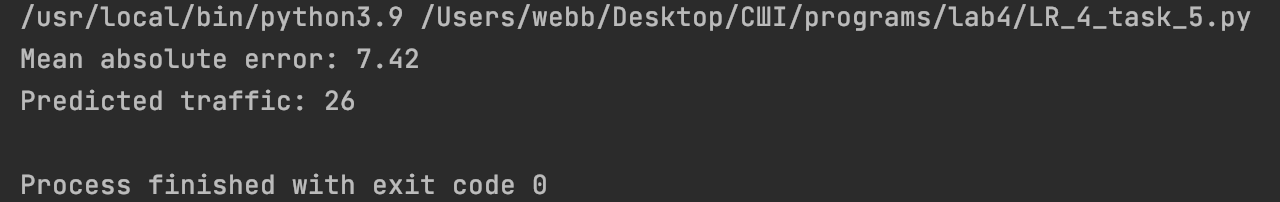 /usr/local/bin/python3.9 /Users/webb/Desktop/СШІ/programs/lab4/LR_4_task_5.py
Mean absolute error: 7.42
Predicted traffic: 26
Process finished with exit code 0